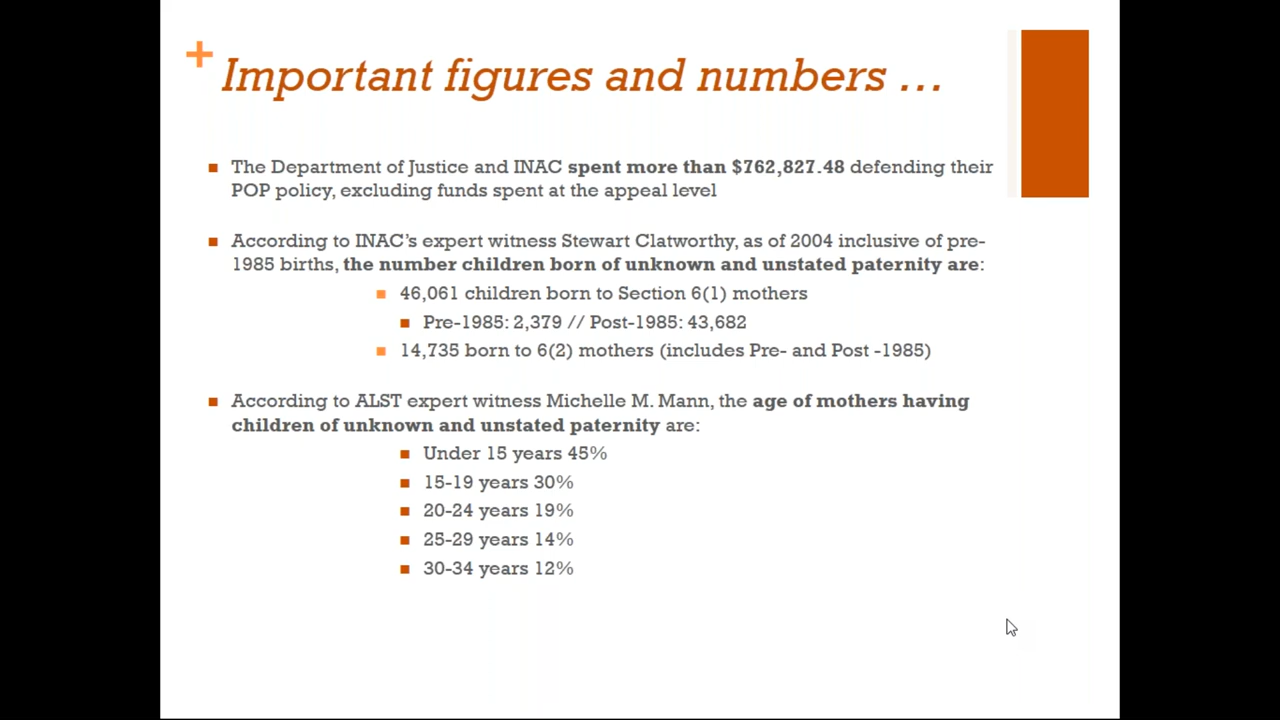 + Important figures and numbers …
The Department of Justice and INAC spent more than $762,827.48 defending their
POP policy, excluding funds spent at the appeal level
According to INAC’s expert witness Stewart Clatworthy, as of 2004 inclusive of pre-
1985 births, the number children born of unknown and unstated paternity are:
46,061 children born to Section 6(1) mothers
Pre-1985: 2,379 // Post-1985: 43,682
14,735 born to 6(2) mothers (includes Pre- and Post -1985)
According to ALST expert witness Michelle M. Mann, the age of mothers having
children of unknown and unstated paternity are:
Under 15 years 45%
15-19 years 30%
20-24 years 19%
25-29 years 14%
30-34 years 12%